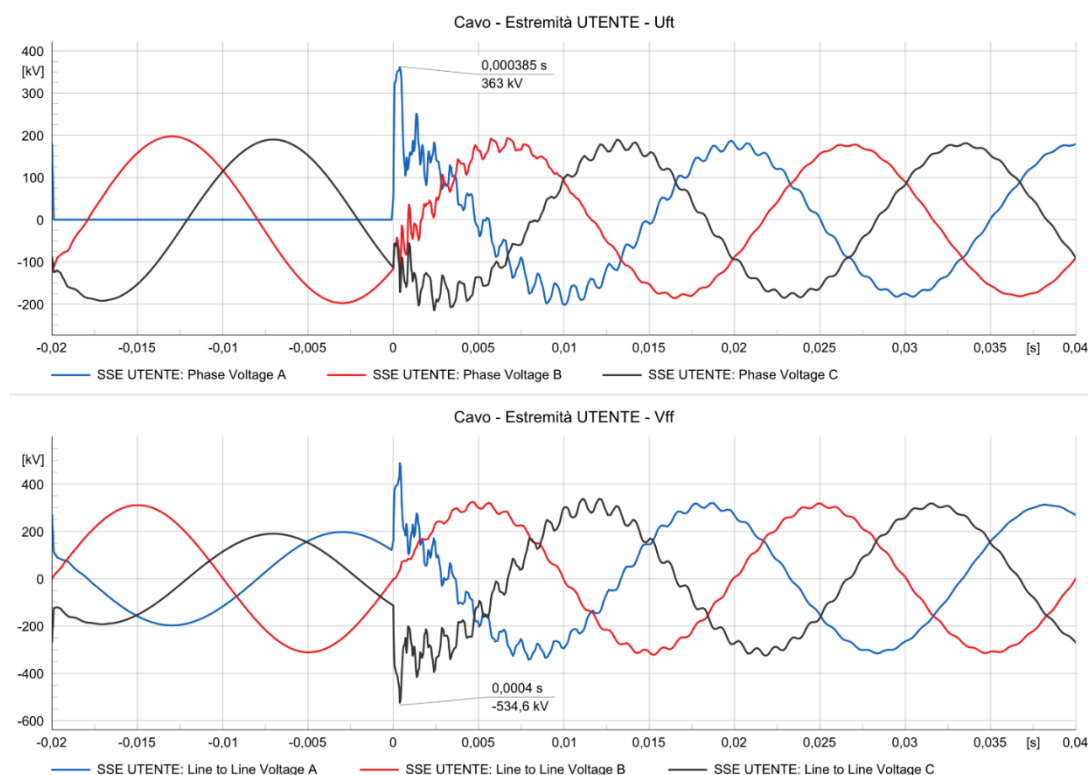 Cavo - Estremità UTENTE - Uft
400
[kV]
300
200
100
0
-100
-200
0,000385 s
363 kV
-0,02 -0,015 -0,01 -0,005 0 0,005 0,01 0,015 0,02 0,025 0,03 0,035 [s] 0,04
SSE UTENTE: Phase Voltage A SSE UTENTE: Phase Voltage B SSE UTENTE: Phase Voltage C
Cavo - Estremità UTENTE - Vff
[kV]
400
200
0
-200
-400
-600
0,0004 s
-534,6 kV
-0,02 -0,015 -0,01 -0,005 0 0,005 0,01 0,015 0,02 0,025 0,03 0,035 [s] 0,04
SSE UTENTE: Line to Line Voltage A SSE UTENTE: Line to Line Voltage B SSE UTENTE: Line to Line Voltage C